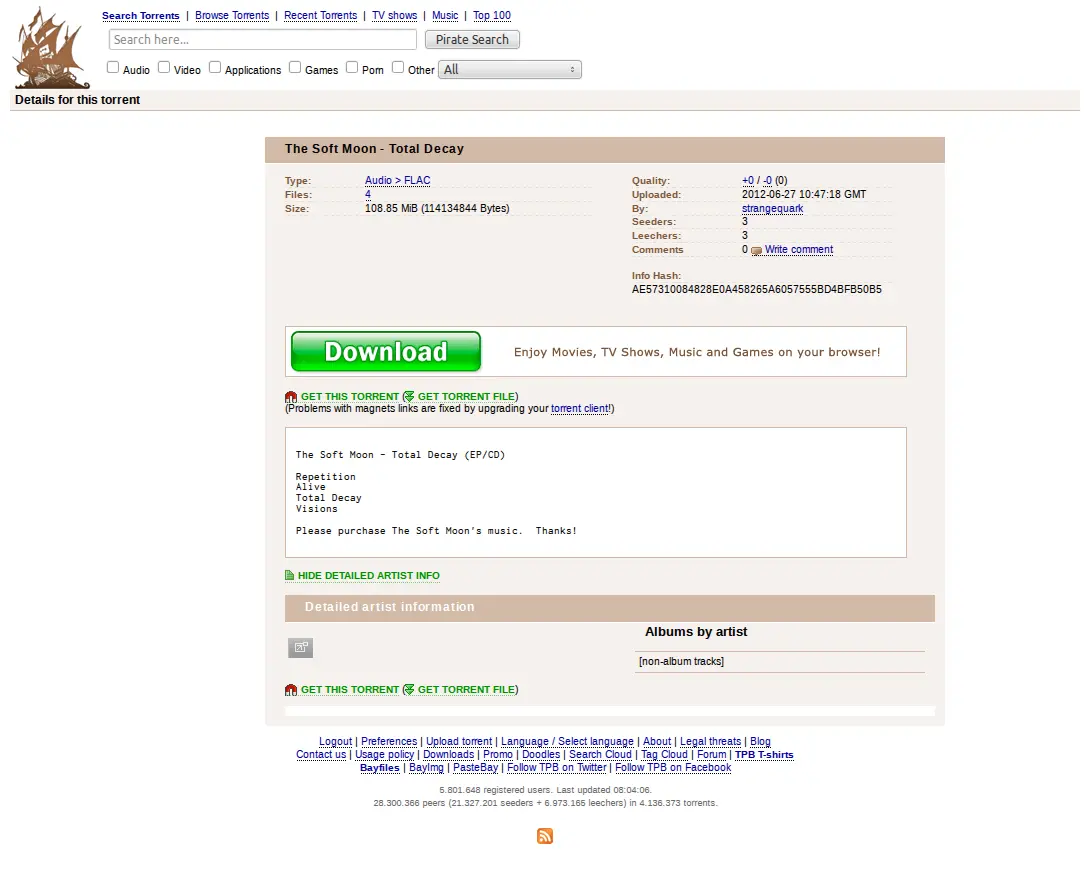 Search Torrents | Browse Torrents | Recent Torrents | TV shows | Music | Top 100
Search here... Pirate Search
Audio Video Applications Games Porn Other All
Details for this torrent
The Soft Moon - Total Decay
Type: Audio > FLAC
Files: 4
Size: 108.85 MiB (114134844 Bytes)
Quality: +0 / -0 (0)
Uploaded: 2012-06-27 10:47:18 GMT
By: strangequark
Seeders: 3
Leechers: 3
Comments 0 Write comment
Info Hash:
AE57310084828E0A458265A6057555BD4BFB50B5
Download Enjoy Movies, TV Shows, Music and Games on your browser!
GET THIS TORRENT (GET TORRENT FILE)
(Problems with magnets links are fixed by upgrading your torrent client!)
The Soft Moon - Total Decay (EP/CD)
Repetition
Alive
Total Decay
Visions
Please purchase The Soft Moon's music.  Thanks!
HIDE DETAILED ARTIST INFO
Detailed artist information
Albums by artist
[non-album tracks]
GET THIS TORRENT (GET TORRENT FILE)
Logout | Preferences | Upload torrent | Language / Select language | About | Legal threats | Blog
Contact us | Usage policy | Downloads | Promo | Doodles | Search Cloud | Tag Cloud | Forum | TPB T-shirts
Bayfiles | BayImg | PasteBay | Follow TPB on Twitter | Follow TPB on Facebook
5.801.648 registered users. Last updated 08:04:06.
28.300.366 peers (21.327.201 seeders + 6.973.165 leechers) in 4.136.373 torrents.